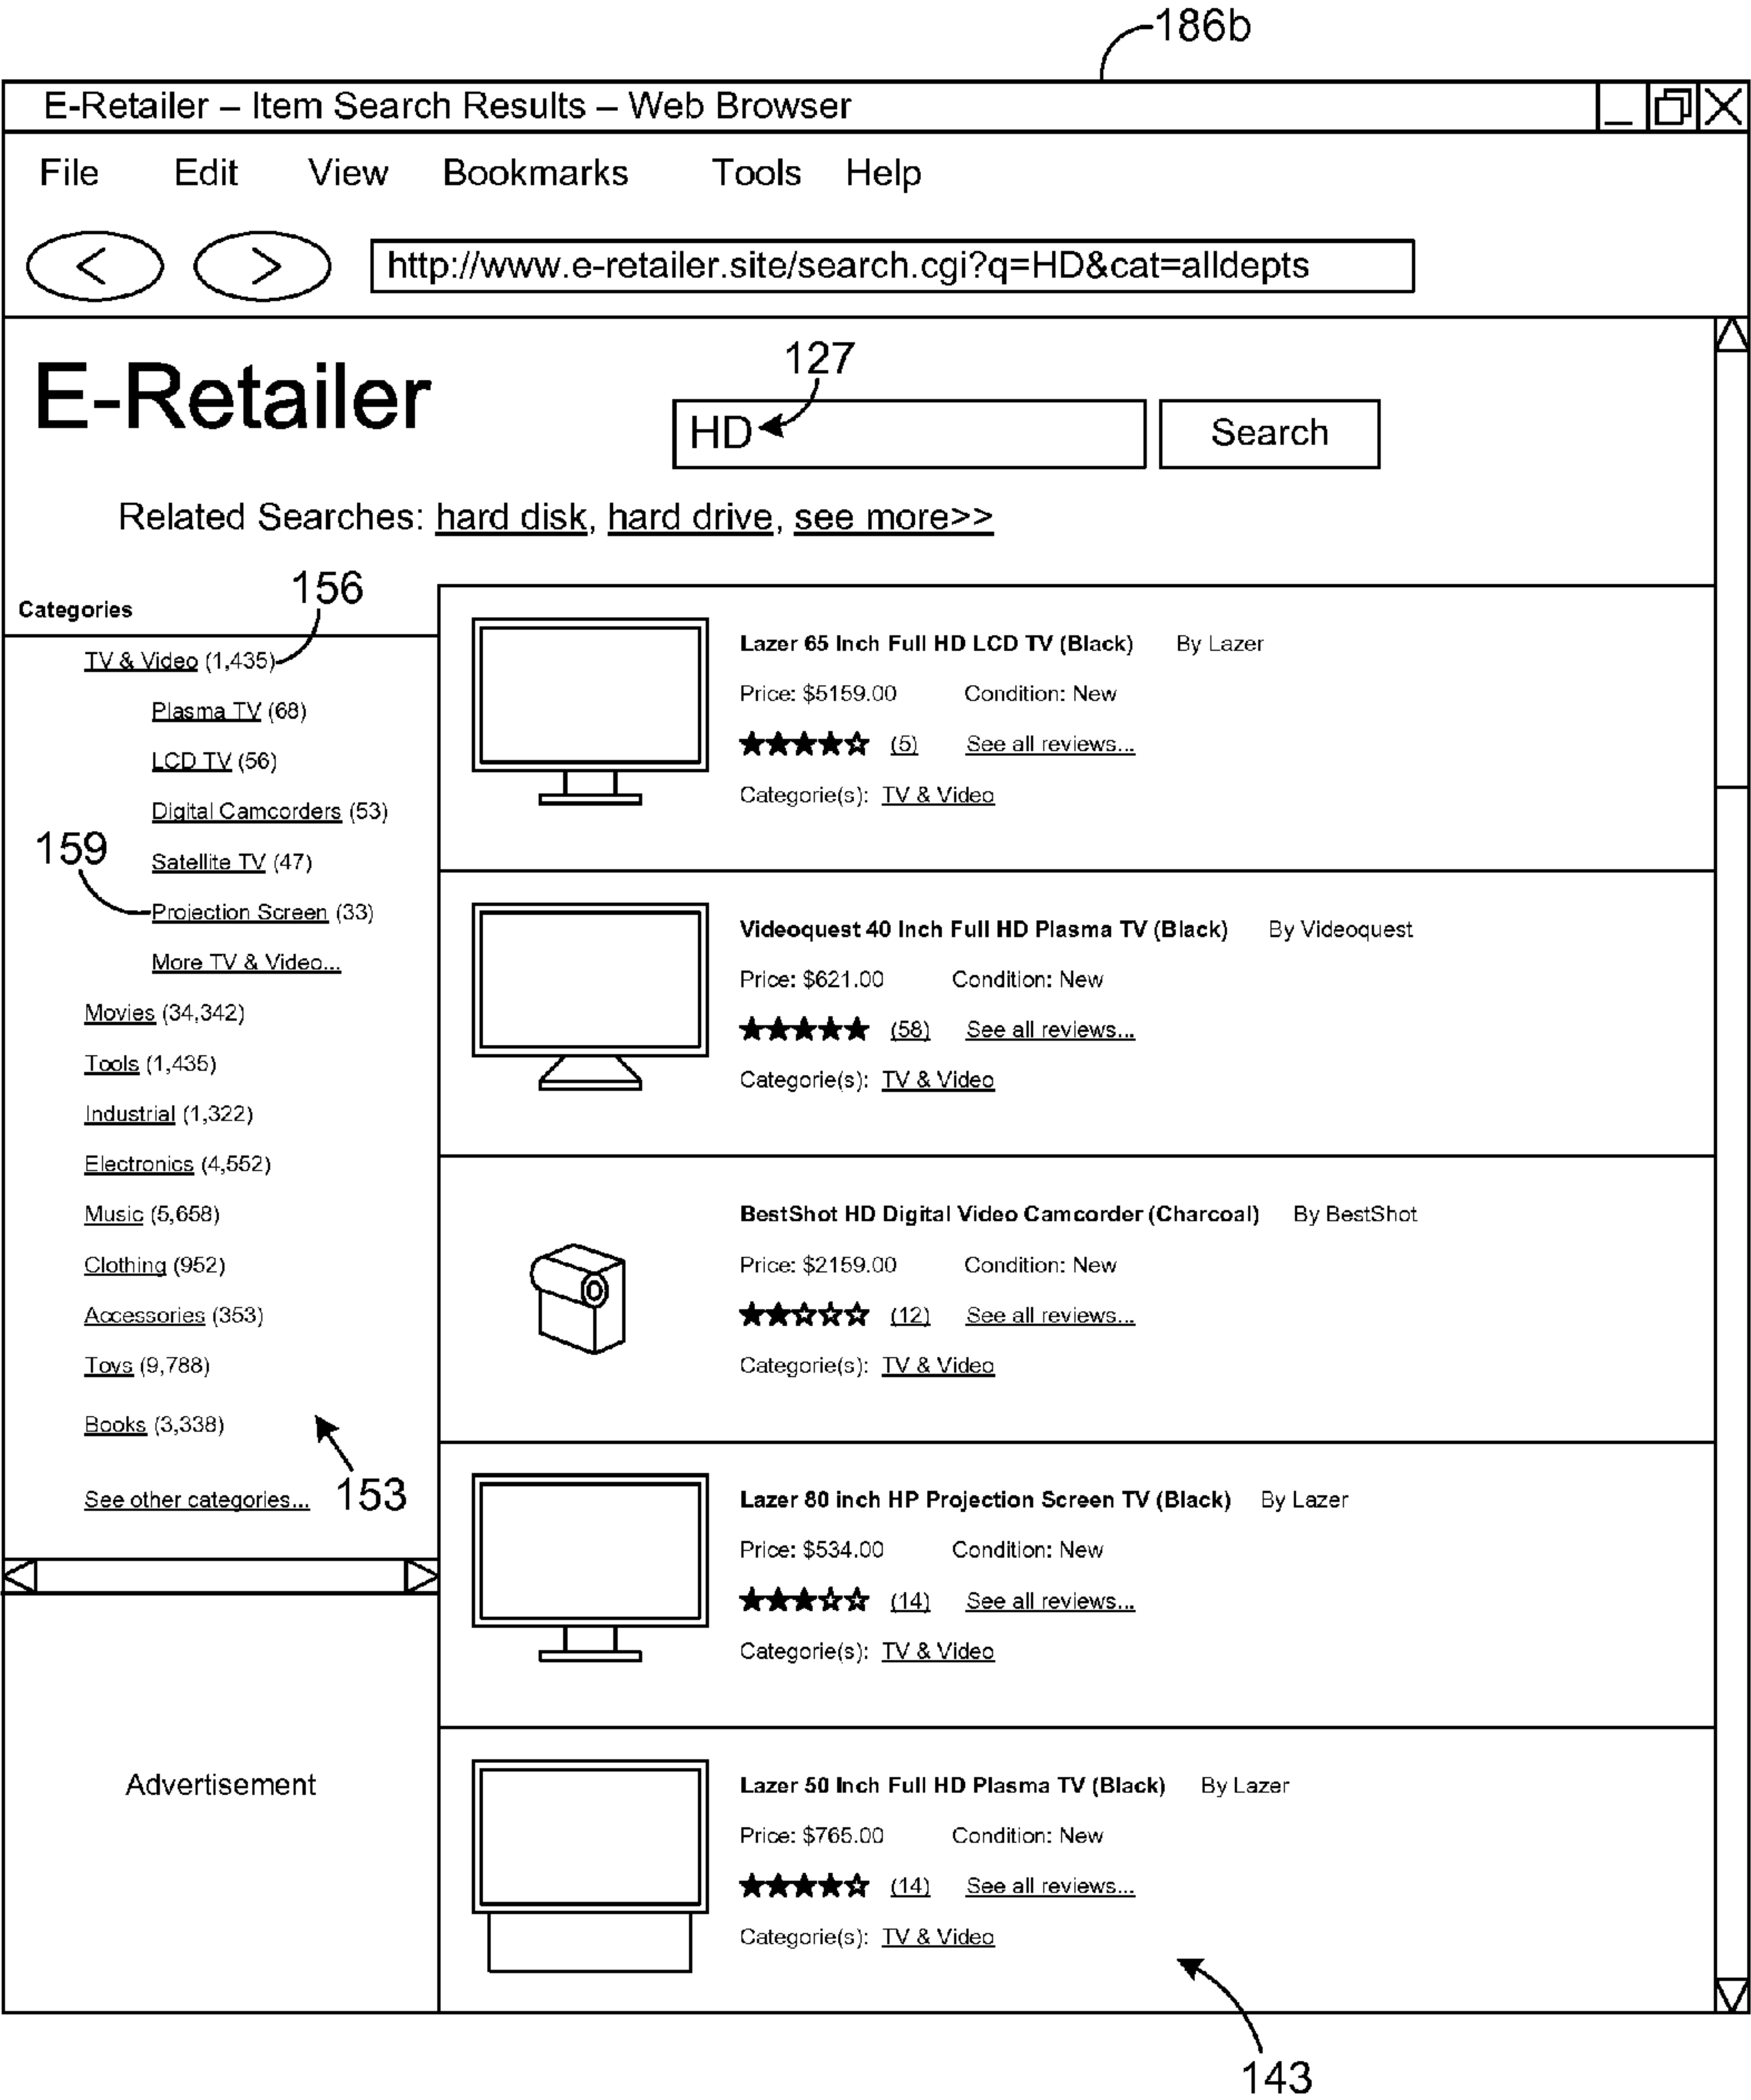 186b
E-Retailer – Item Search Results – Web Browser
File Edit View Bookmarks Tools Help
< > http://www.e-retailer.site/search.cgi?q=HD&cat=alldepts
E-Retailer
127
HD Search
Related Searches: hard disk, hard drive, see more>>
Categories
156
TV & Video (1,435)
Plasma TV (68)
LCD TV (56)
Digital Camcorders (53)
159
Satellite TV (47)
Projection Screen (33)
More TV & Video...
Movies (34,342)
Tools (1,435)
Industrial (1,322)
Electronics (4,552)
Music (5,658)
Clothing (952)
Accessories (353)
Toys (9,788)
Books (3,338)
See other categories...
153
Advertisement
Lazer 65 Inch Full HD LCD TV (Black) By Lazer
Price: $5159.00 Condition: New
★★★★☆ (5) See all reviews...
Categorie(s): TV & Video
Videoquest 40 Inch Full HD Plasma TV (Black) By Videoquest
Price: $621.00 Condition: New
★★★★★ (58) See all reviews...
Categorie(s): TV & Video
BestShot HD Digital Video Camcorder (Charcoal) By BestShot
Price: $2159.00 Condition: New
★★☆☆☆ (12) See all reviews...
Categorie(s): TV & Video
Lazer 80 inch HP Projection Screen TV (Black) By Lazer
Price: $534.00 Condition: New
★★★☆☆ (14) See all reviews...
Categorie(s): TV & Video
Lazer 50 Inch Full HD Plasma TV (Black) By Lazer
Price: $765.00 Condition: New
★★★★☆ (14) See all reviews...
Categorie(s): TV & Video
143